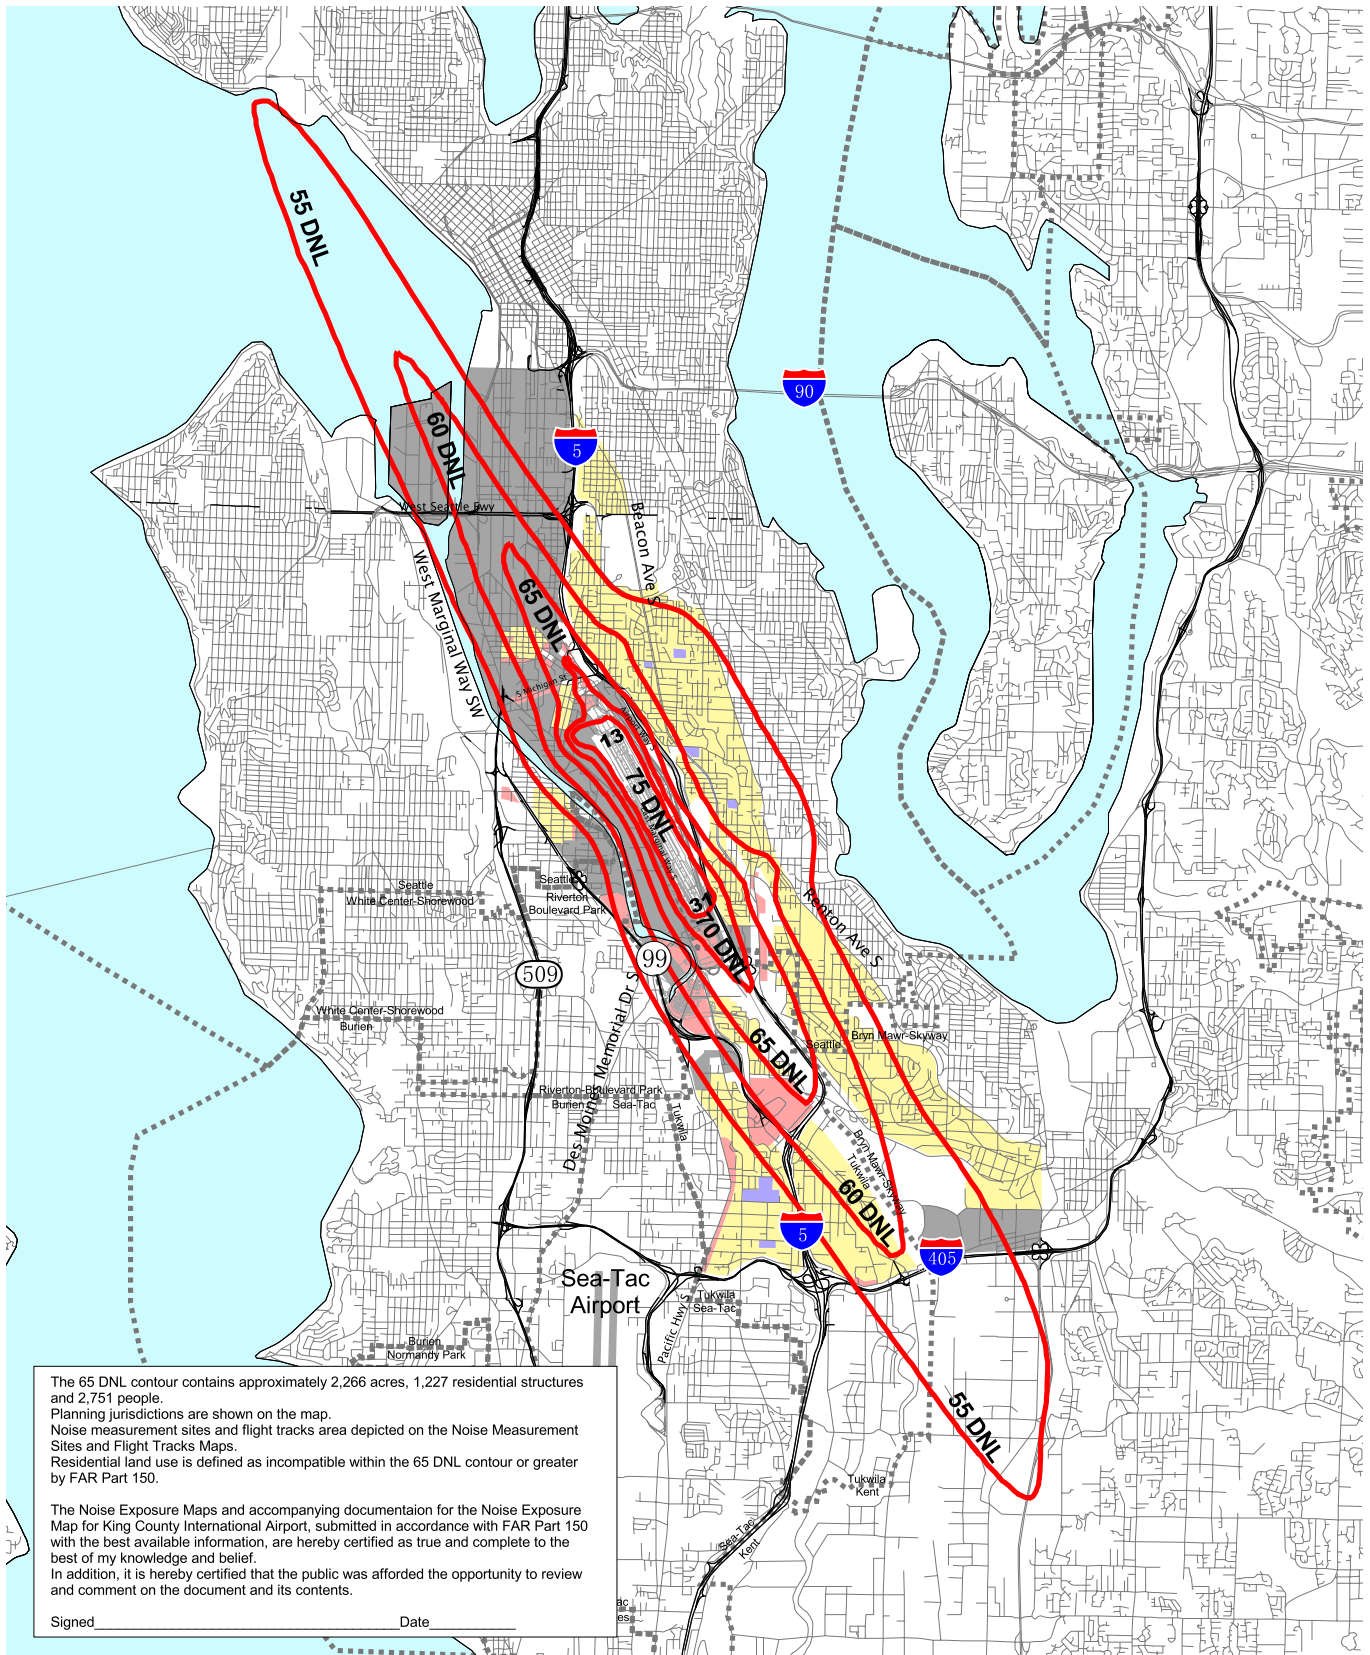 55 DNL
90
60 DNL
5
West Seattle Fwy
Beacon Ave S
West Marginal Way SW
65 DNL
S Michigan St
Airport Way S
13
75 DNL
31
70 DNL
Seattle
White Center-Shorewood
Seattle
Riverton
Boulevard Park
Renton Ave S
99
509
Des Moines Memorial Dr S
White Center-Shorewood
Burien
Bryn Mawr-Skyway
Seattle
65 DNL
Riverton-Boulevard Park
Burien
Sea-Tac
Tukwila
Bryn Mawr-Skyway
Tukwila
60 DNL
5
405
Sea-Tac
Airport
Tukwila
Sea-Tac
Pacific Hwy S
Burien
Normandy Park
55 DNL
Tukwila
Kent
Sea-Tac
Kent
ac
es
The 65 DNL contour contains approximately 2,266 acres, 1,227 residential structures
and 2,751 people.
Planning jurisdictions are shown on the map.
Noise measurement sites and flight tracks area depicted on the Noise Measurement
Sites and Flight Tracks Maps.
Residential land use is defined as incompatible within the 65 DNL contour or greater
by FAR Part 150.
The Noise Exposure Maps and accompanying documentaion for the Noise Exposure
Map for King County International Airport, submitted in accordance with FAR Part 150
with the best available information, are hereby certified as true and complete to the
best of my knowledge and belief.
In addition, it is hereby certified that the public was afforded the opportunity to review
and comment on the document and its contents.
Signed______________________________________Date___________